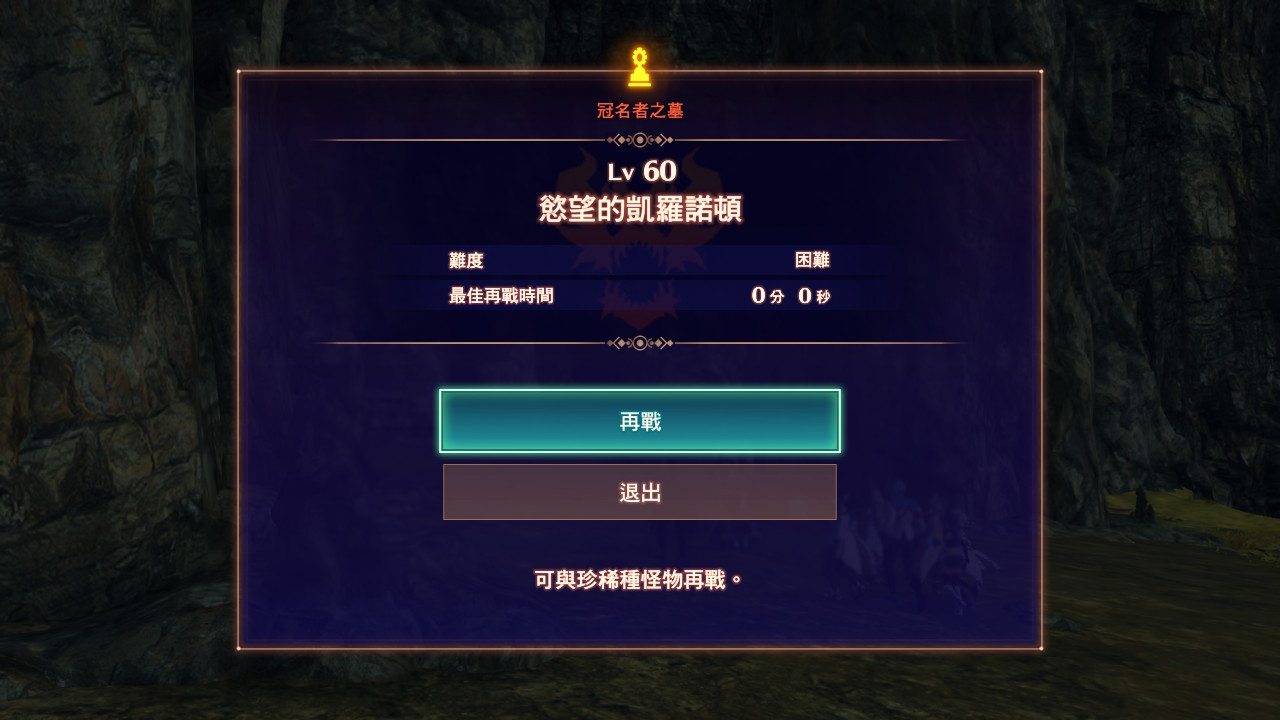 冠名者之墓
Lv 60
慾望的凱羅諾頓
難度 困難
最佳再戰時間 0分 0秒
再戰
退出
可與珍稀種怪物再戰。